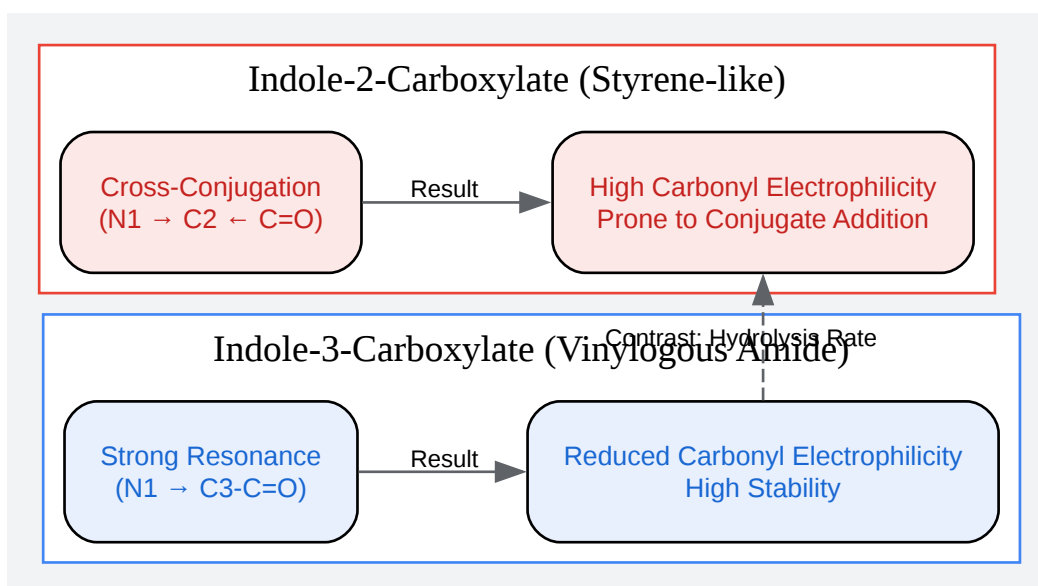 Indole-2-Carboxylate (Styrene-like)
Cross-Conjugation
(N1 → C2 ← C=O)
Result
High Carbonyl Electrophilicity
Prone to Conjugate Addition
Contrast: Hydrolysis Rate
Indole-3-Carboxylate (Vinylogous Amide)
Strong Resonance
(N1 → C3-C=O)
Result
Reduced Carbonyl Electrophilicity
High Stability